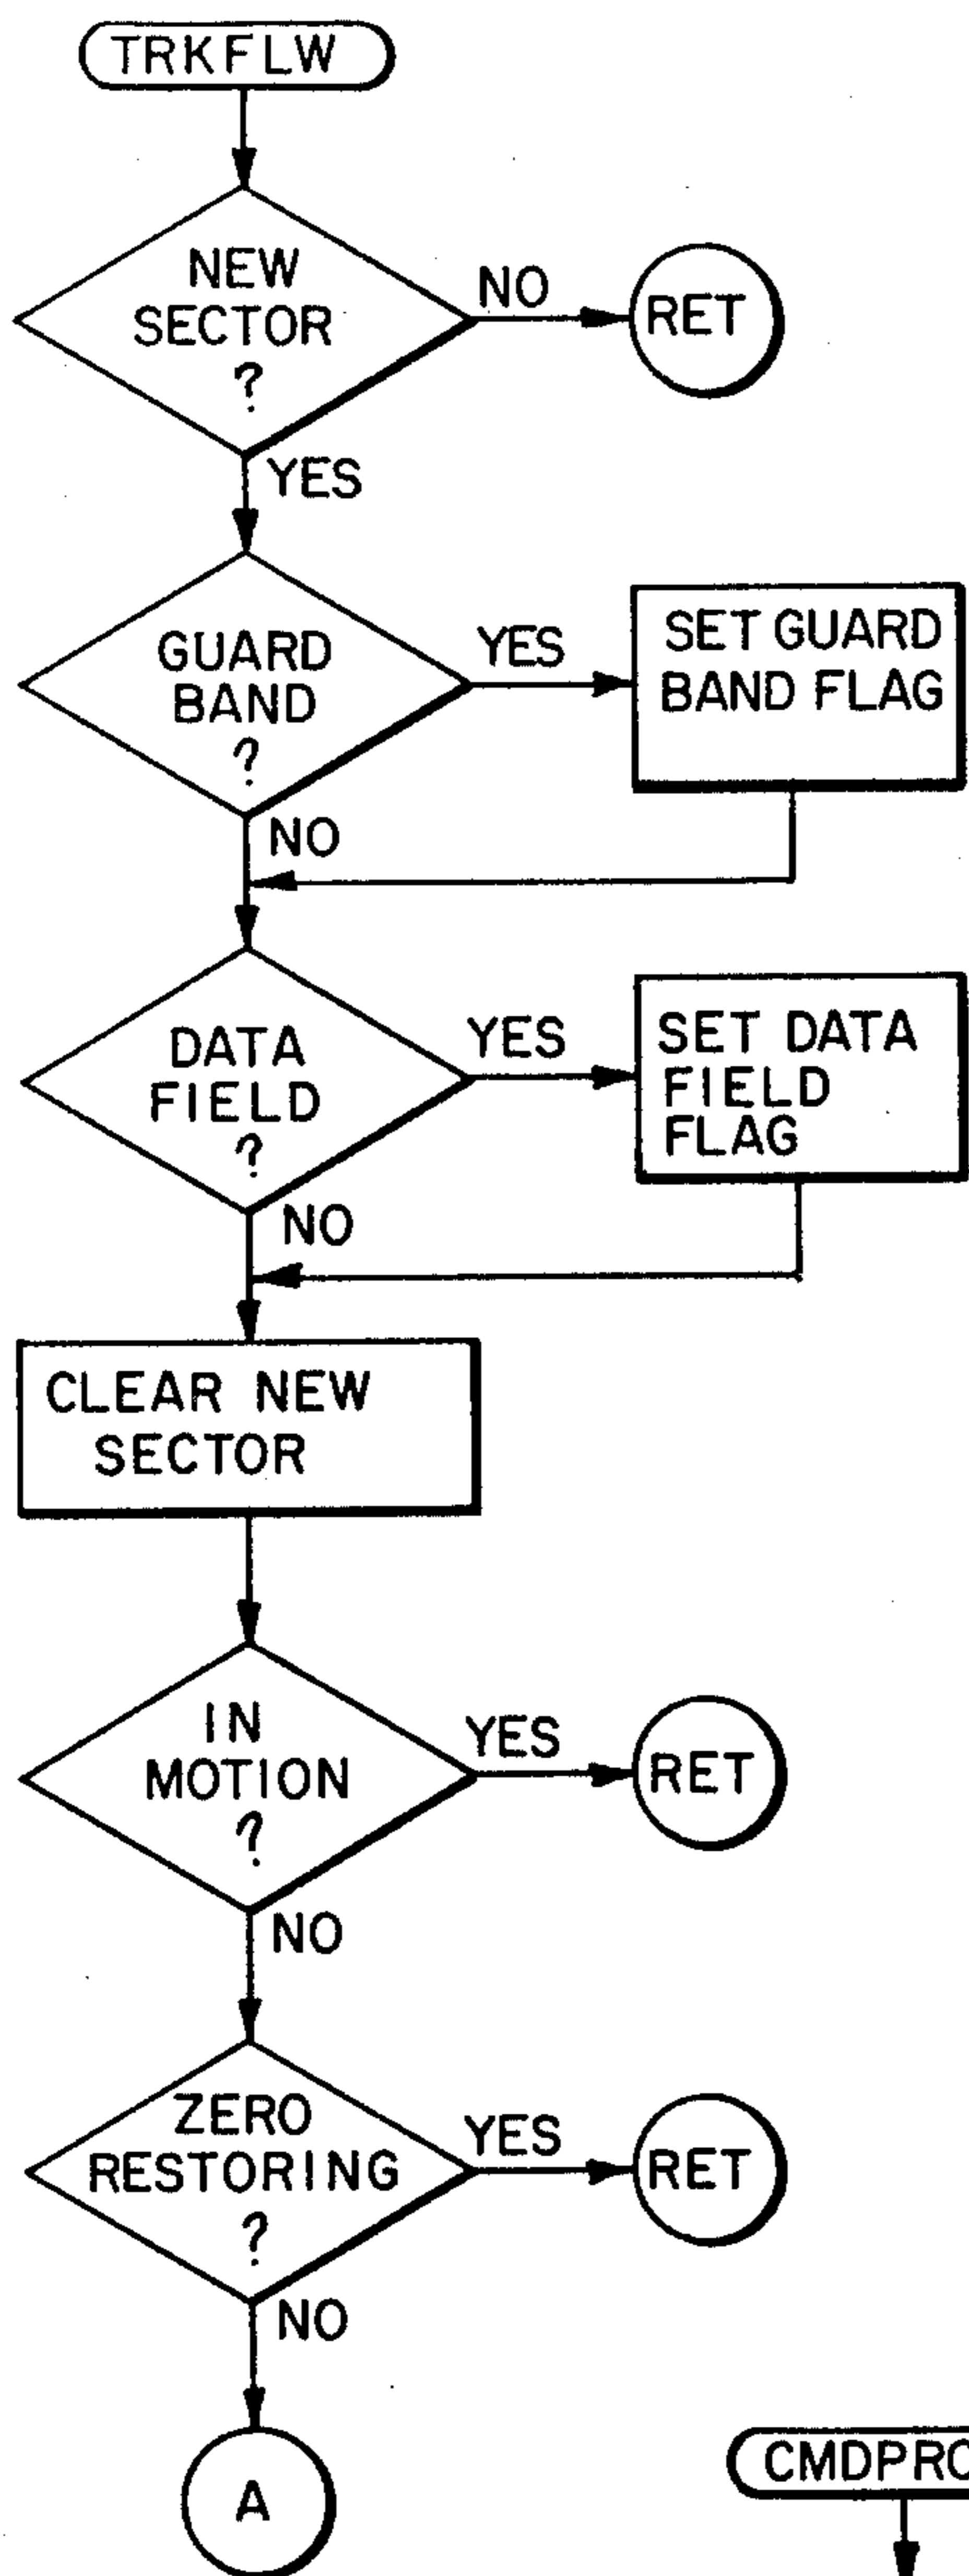 TRKFLW
NEW
SECTOR
?
NO
RET
YES
GUARD
BAND
?
YES
SET GUARD
BAND FLAG
NO
DATA
FIELD
?
YES
SET DATA
FIELD
FLAG
NO
CLEAR NEW
SECTOR
IN
MOTION
?
YES
RET
NO
ZERO
RESTORING
?
YES
RET
NO
A
CMDPRO